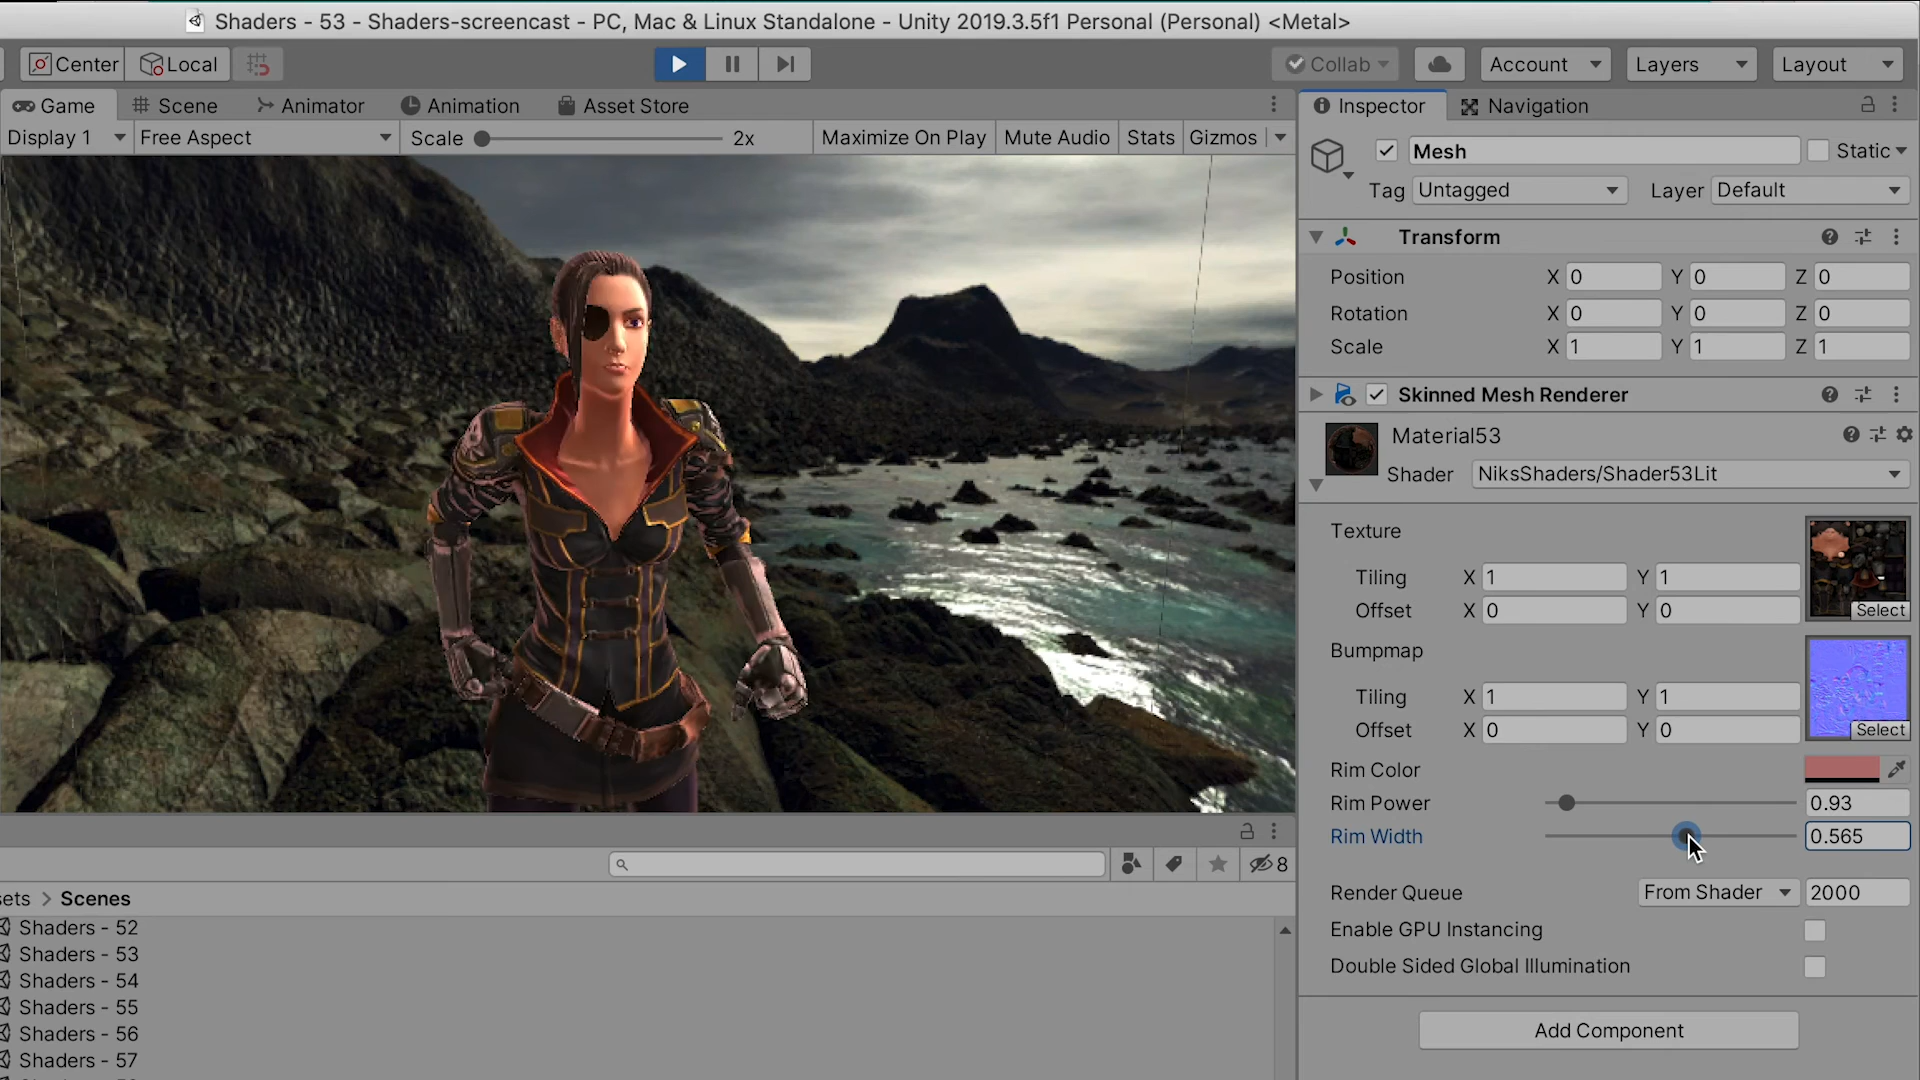 Shaders - 53 - Shaders-screencast - PC, Mac & Linux Standalone - Unity 2019.3.5f1 Personal (Personal) <Metal>
Center Local Collab Account Layers Layout
Game Scene Animator Animation Asset Store
Display 1 Free Aspect Scale 2x Maximize On Play Mute Audio Stats Gizmos
Inspector Navigation
Mesh Static
Tag Untagged Layer Default
Transform
Position X 0 Y 0 Z 0
Rotation X 0 Y 0 Z 0
Scale X 1 Y 1 Z 1
Skinned Mesh Renderer
Material53
Shader NiksShaders/Shader53Lit
Texture
Tiling X 1 Y 1
Offset X 0 Y 0 Select
Bumpmap
Tiling X 1 Y 1
Offset X 0 Y 0 Select
Rim Color
Rim Power 0.93
Rim Width 0.565
Render Queue From Shader 2000
Enable GPU Instancing
Double Sided Global Illumination
Add Component
8
sets > Scenes
Shaders - 52
Shaders - 53
Shaders - 54
Shaders - 55
Shaders - 56
Shaders - 57